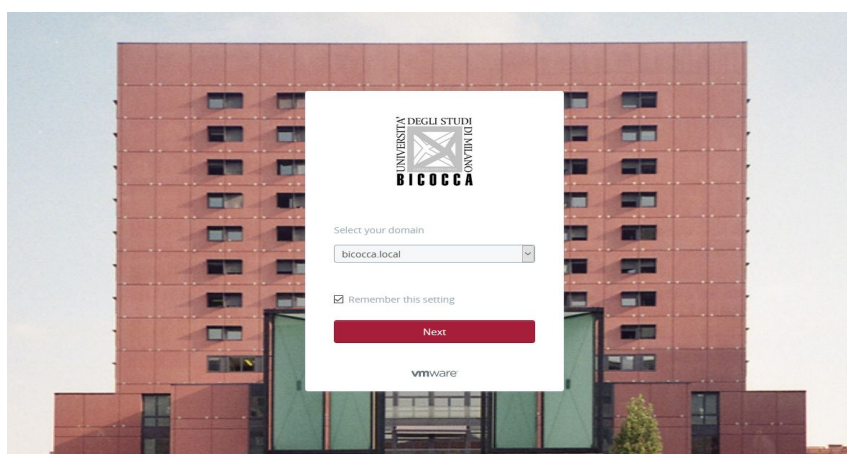 UNIVERSITA' DEGLI STUDI DI MILANO
BICOCCA
Select your domain
bicocca.local
Remember this setting
Next
vmware